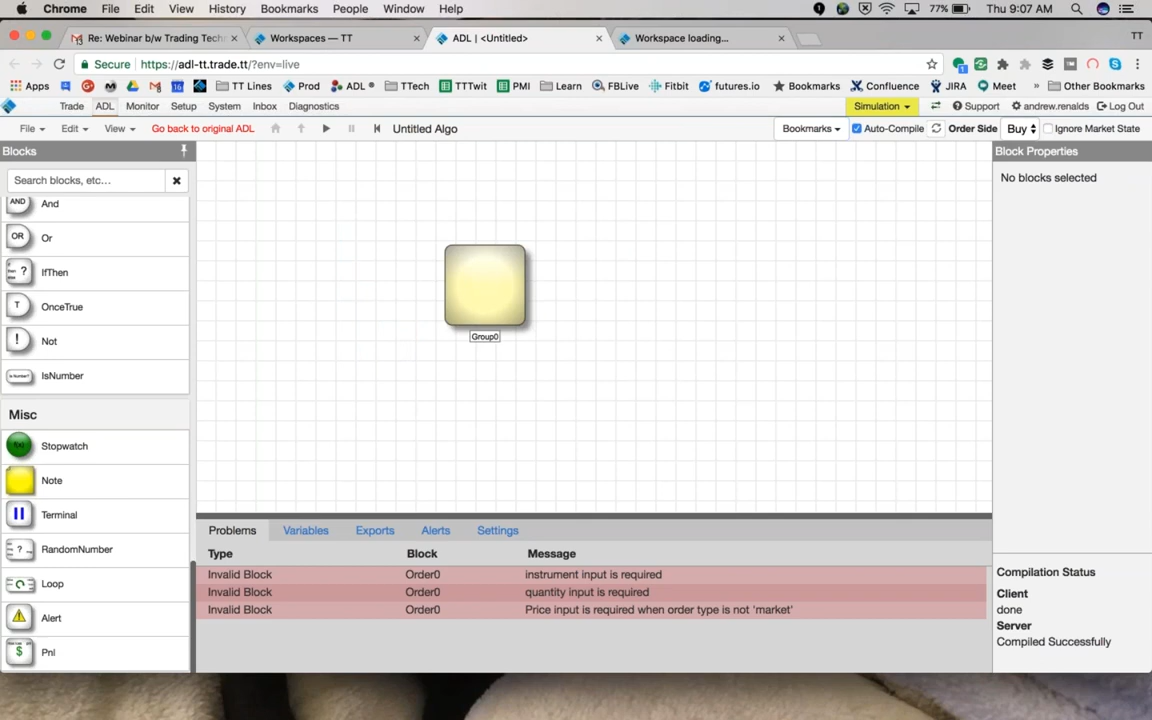 Chrome File Edit View History Bookmarks People Window Help 77% Thu 9:07 AM
Re: Webinar b/w Trading Techn Workspaces — TT ADL | <Untitled> Workspace loading... TT
Secure https://adl-tt.trade.tt/?env=live
Apps TT Lines Prod ADL TTech TTTwit PMI Learn FBLive Fitbit futures.io Bookmarks Confluence JIRA Meet » Other Bookmarks
Trade ADL Monitor Setup System Inbox Diagnostics Simulation Support andrew.renalds Log Out
File Edit View Go back to original ADL Untitled Algo Bookmarks Auto-Compile Order Side Buy Ignore Market State
Blocks
Block Properties
Search blocks, etc...
No blocks selected
AND And
OR Or
? IfThen
T OnceTrue
! Not
IsNumber
Misc
f(x) Stopwatch
Note
Terminal
? RandomNumber
Loop
Alert
$ Pnl
Group0
Problems Variables Exports Alerts Settings
Type Block Message
Invalid Block Order0 instrument input is required
Invalid Block Order0 quantity input is required
Invalid Block Order0 Price input is required when order type is not 'market'
Compilation Status
Client
done
Server
Compiled Successfully